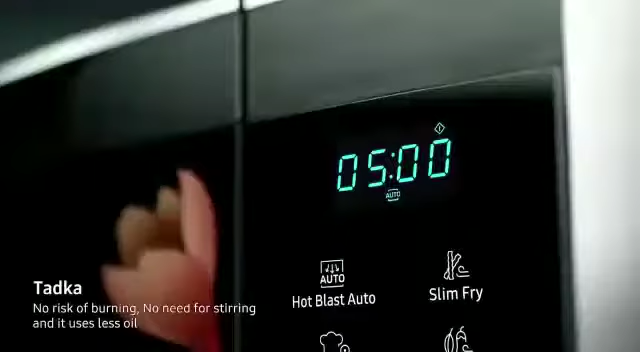 05:00
AUTO
AUTO
Hot Blast Auto
Slim Fry
Tadka
No risk of burning, No need for stirring
and it uses less oil